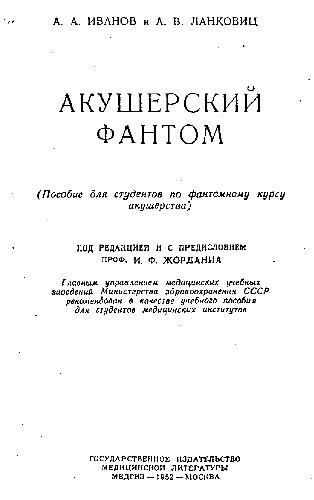 А. А. ИВАНОВ и А. В. ЛАНКОВИЦ
АКУШЕРСКИЙ
ФАНТОМ
(Пособие для студентов по фантомному курсу
акушерства)
ПОД РЕДАКЦИЕЙ И С ПРЕДИСЛОВИЕМ
ПРОФ. И. Ф. ЖОРДАНИА
Главным управлением медицинских учебных
заведений Министерства здравоохранения СССР
рекомендован в качестве учебного пособия
для студентов медицинских институтов
ГОСУДАРСТВЕННОЕ ИЗДАТЕЛЬСТВО
МЕДИЦИНСКОЙ ЛИТЕРАТУРЫ
МЕДГИЗ — 1952 — МОСКВА